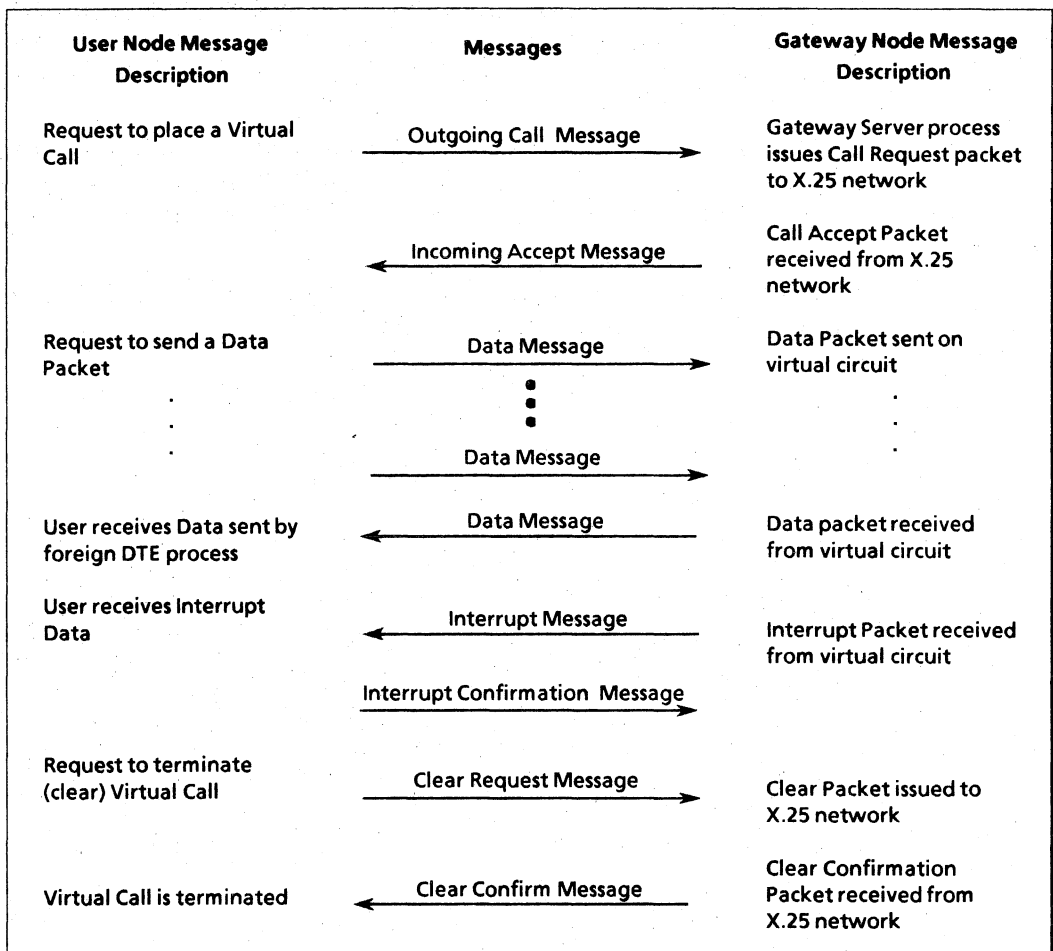 User Node Message
Description
Messages
Gateway Node Message
Description
Request to place a Virtual
Call
Outgoing Call Message
Gateway Server process
issues Call Request packet
to X.25 network
Incoming Accept Message
Call Accept Packet
received from X.25
network
Request to send a Data
Packet
Data Message
Data Packet sent on
virtual circuit
Data Message
User receives Data sent by
foreign DTE process
Data Message
Data packet received
from virtual circuit
User receives Interrupt
Data
Interrupt Message
Interrupt Packet received
from virtual circuit
Interrupt Confirmation Message
Request to terminate
(clear) Virtual Call
Clear Request Message
Clear Packet issued to
X.25 network
Virtual Call is terminated
Clear Confirm Message
Clear Confirmation
Packet received from
X.25 network